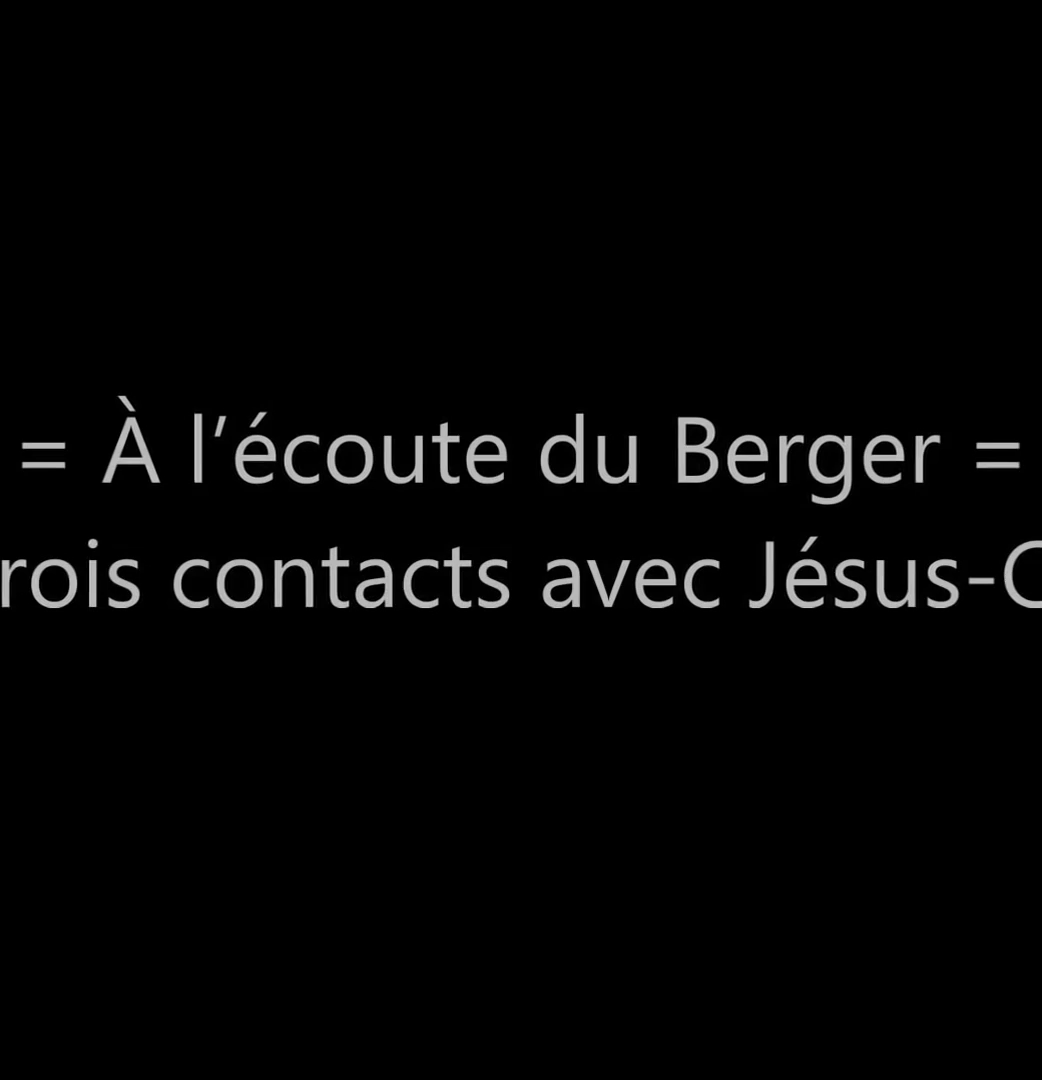 = À l’écoute du Berger =
rois contacts avec Jésus-C